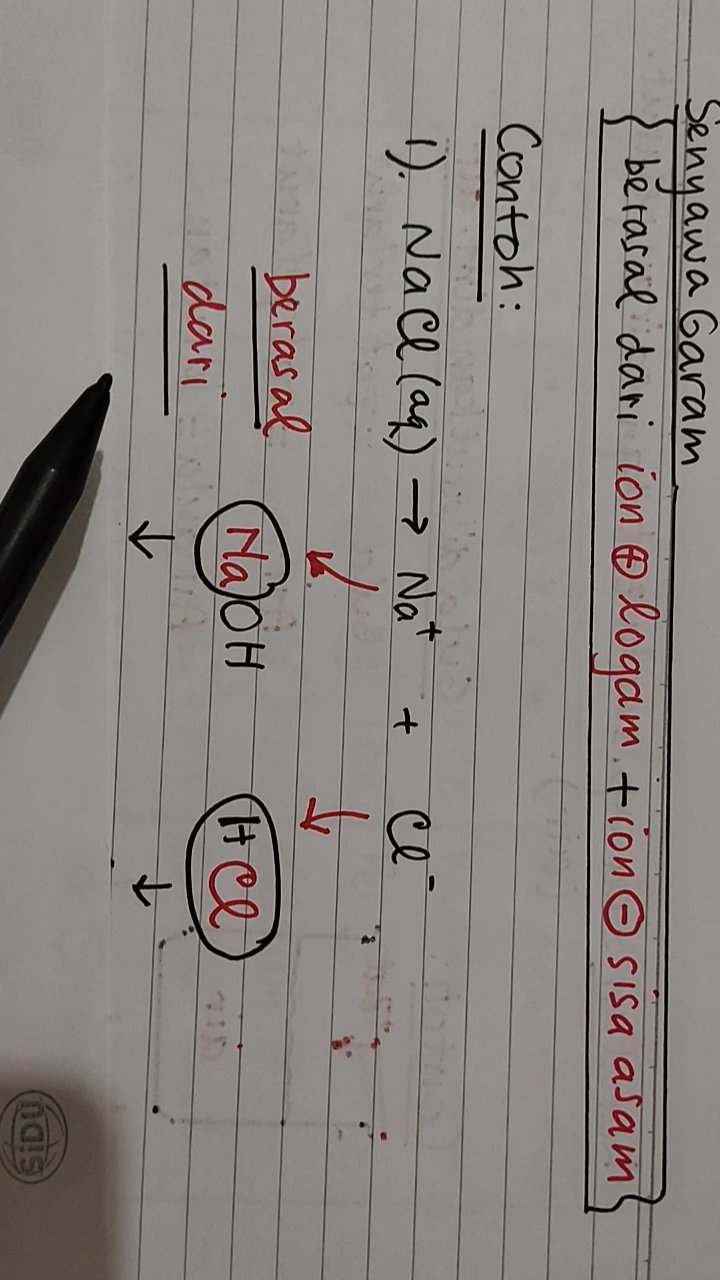 Senyawa Garam
{ berasal dari ion ⊕ logam + ion ⊖ sisa asam }
Contoh:
1). NaCl (aq) → Na⁺ + Cl⁻
berasal
dari
NaOH
HCl
SiDU